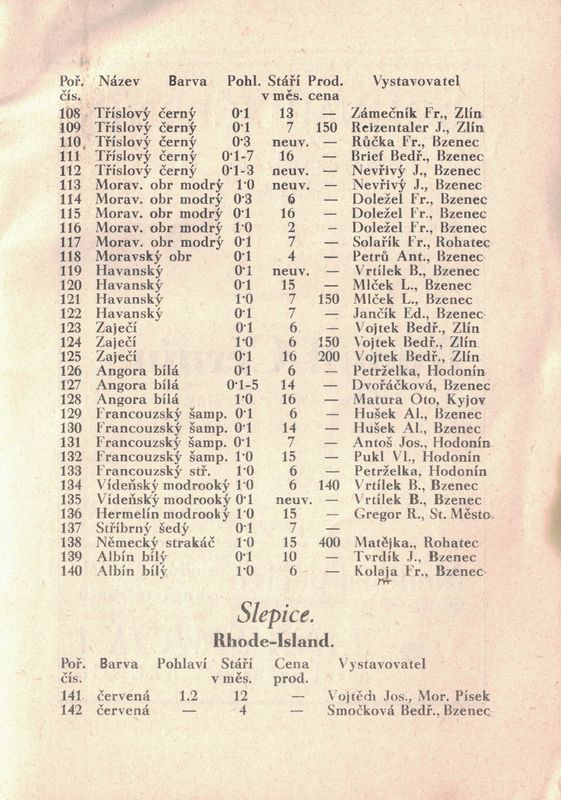 Poř. Název Barva Pohl. Stáří Prod. Vystavovatel
čís. v měs. cena
108 Tříslový černý 0·1 13 — Zámečník Fr., Zlín
109 Tříslový černý 0·1 7 150 Reizentaler J., Zlín
110 Tříslový černý 0·3 neuv. — Růčka Fr., Bzenec
111 Tříslový černý 0·1-7 16 — Brief Bedř., Bzenec
112 Tříslový černý 0·1-3 neuv. — Nevřivý J., Bzenec
113 Morav. obr modrý 1·0 neuv. — Nevřivý J., Bzenec
114 Morav. obr modrý 0·3 6 — Doležel Fr., Bzenec
115 Morav. obr modrý 0·1 16 — Doležel Fr., Bzenec
116 Morav. obr modrý 1·0 2 – Doležel Fr., Bzenec
117 Morav. obr modrý 0·1 7 — Solařík Fr., Rohatec
118 Moravský obr 0·1 4 — Petrů Ant., Bzenec
119 Havanský 0·1 neuv. — Vrtílek B., Bzenec
120 Havanský 0·1 15 — Mlček L., Bzenec
121 Havanský 1·0 7 150 Mlček L., Bzenec
122 Havanský 0·1 7 — Jančík Ed., Bzenec
123 Zaječí 0·1 6 — Vojtek Bedř., Zlín
124 Zaječí 1·0 6 150 Vojtek Bedř., Zlín
125 Zaječí 0·1 16 200 Vojtek Bedř., Zlín
126 Angora bílá 0·1 6 — Petrželka, Hodonín
127 Angora bílá 0·1-5 14 — Dvořáčková, Bzenec
128 Angora bílá 1·0 16 — Matura Oto, Kyjov
129 Francouzský šamp. 0·1 6 — Hušek Al., Bzenec
130 Francouzský šamp. 0·1 14 — Hušek Al., Bzenec
131 Francouzský šamp. 0·1 7 — Antoš Jos., Hodonín
132 Francouzský šamp. 1·0 15 — Pukl Vl., Hodonín
133 Francouzský stř. 1·0 6 — Petrželka, Hodonín
134 Vídeňský modrooký 1·0 6 140 Vrtílek B., Bzenec
135 Vídeňský modrooký 0·1 neuv. — Vrtílek B., Bzenec
136 Hermelín modrooký 1·0 15 — Gregor R., St. Město
137 Stříbrný šedý 0·1 7 —
138 Německý strakáč 1·0 15 400 Matějka,, Rohatec
139 Albín bílý 0·1 10 — Tvrdík J., Bzenec
140 Albín bílý 1·0 6 — Kolaja Fr., Bzenec
Slepice.
Rhode-Island.
Poř. Barva Pohlaví Stáří Cena Vystavovatel
čís. v měs. prod.
141 červená 1.2 12 — Vojtěch Jos., Mor. Písek
142 červená — 4 — Smočková Bedř., Bzenec